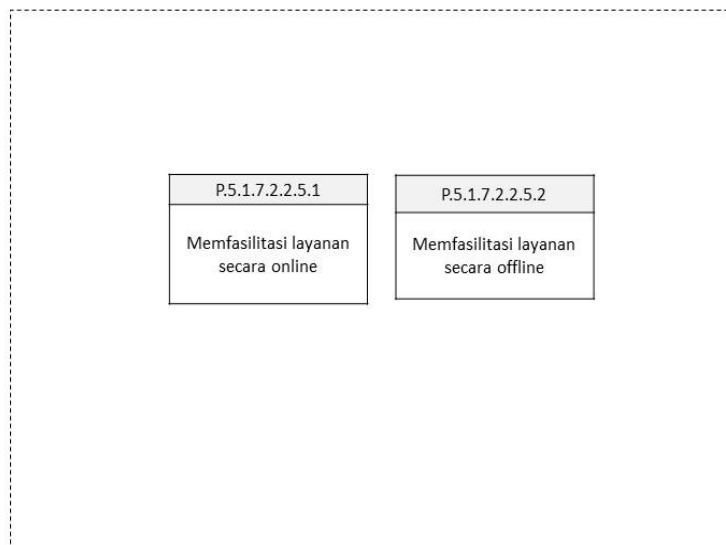 P.5.1.7.2.2.5.1
Memfasilitasi layanan
secara online
P.5.1.7.2.2.5.2
Memfasilitasi layanan
secara offline